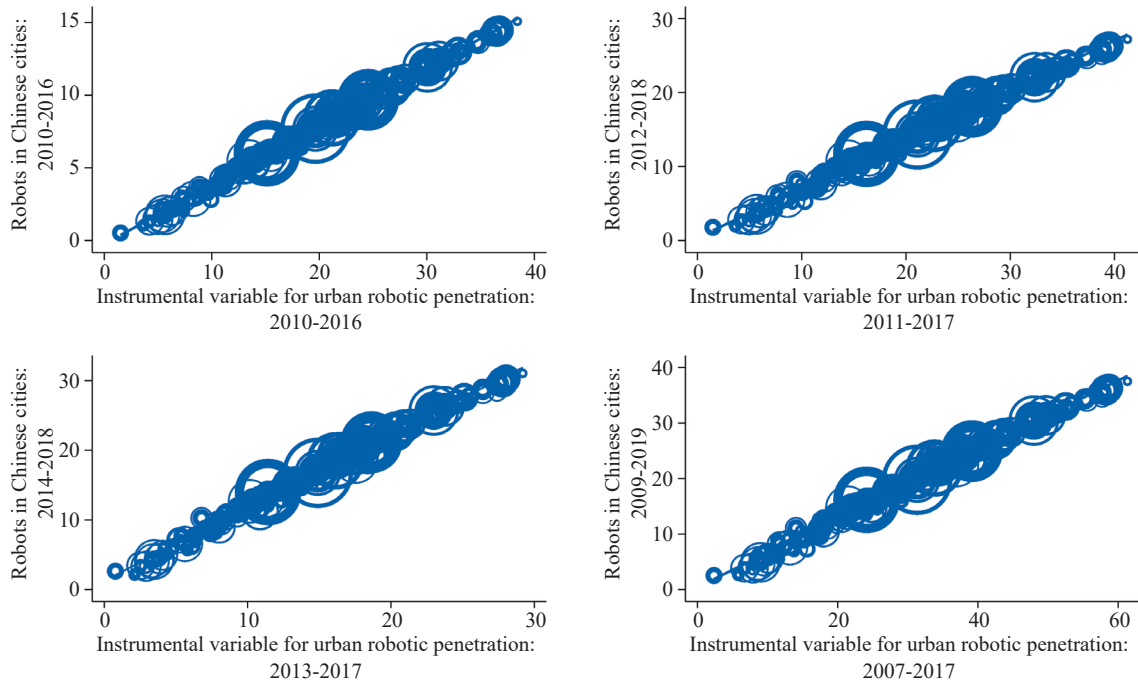 Robots in Chinese cities:
2010-2016
15
10
5
0
0 10 20 30 40
Instrumental variable for urban robotic penetration:
2010-2016
Robots in Chinese cities:
2012-2018
30
20
10
0
0 10 20 30 40
Instrumental variable for urban robotic penetration:
2011-2017
Robots in Chinese cities:
2014-2018
30
20
10
0
0 10 20 30
Instrumental variable for urban robotic penetration:
2013-2017
Robots in Chinese cities:
2009-2019
40
30
20
10
0
0 20 40 60
Instrumental variable for urban robotic penetration:
2007-2017